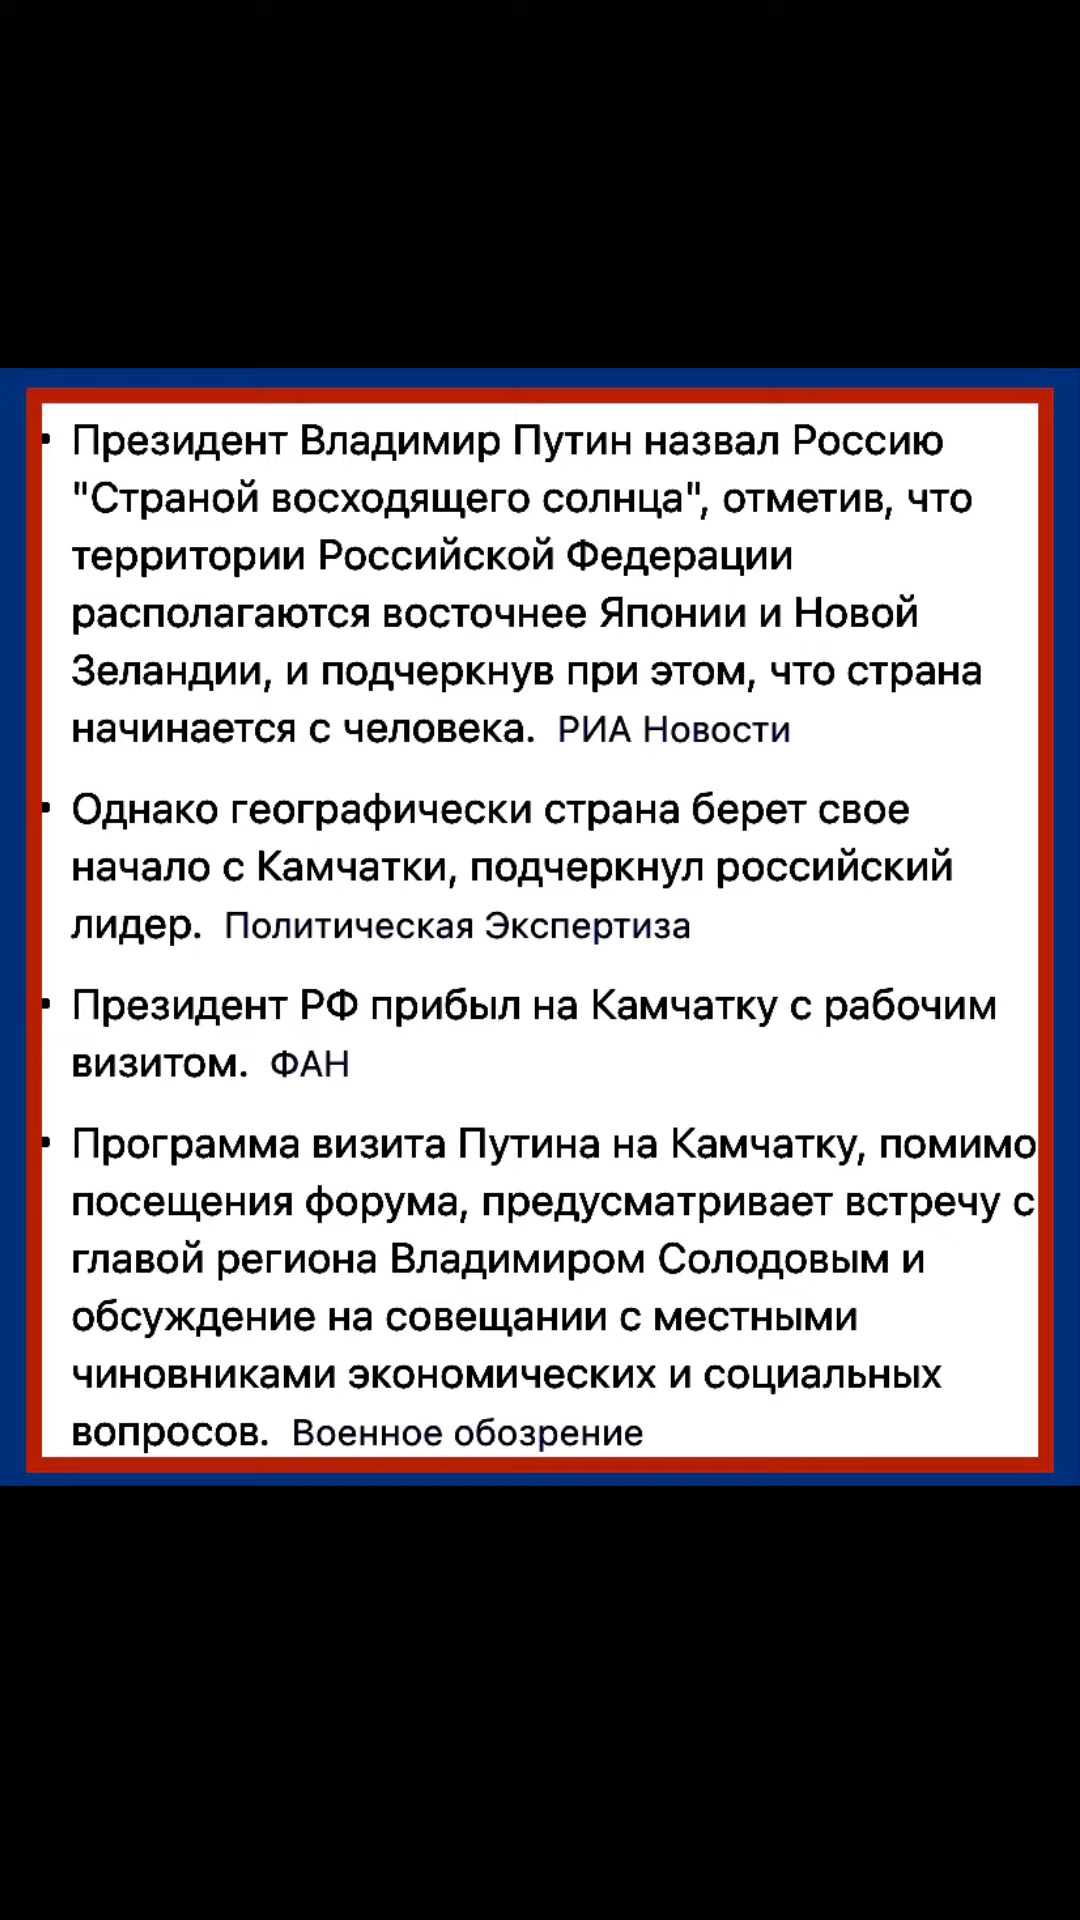 • Президент Владимир Путин назвал Россию
"Страной восходящего солнца", отметив, что
территории Российской Федерации
располагаются восточнее Японии и Новой
Зеландии, и подчеркнув при этом, что страна
начинается с человека. РИА Новости
• Однако географически страна берет свое
начало с Камчатки, подчеркнул российский
лидер. Политическая Экспертиза
• Президент РФ прибыл на Камчатку с рабочим
визитом. ФАН
• Программа визита Путина на Камчатку, помимо
посещения форума, предусматривает встречу с
главой региона Владимиром Солодовым и
обсуждение на совещании с местными
чиновниками экономических и социальных
вопросов. Военное обозрение